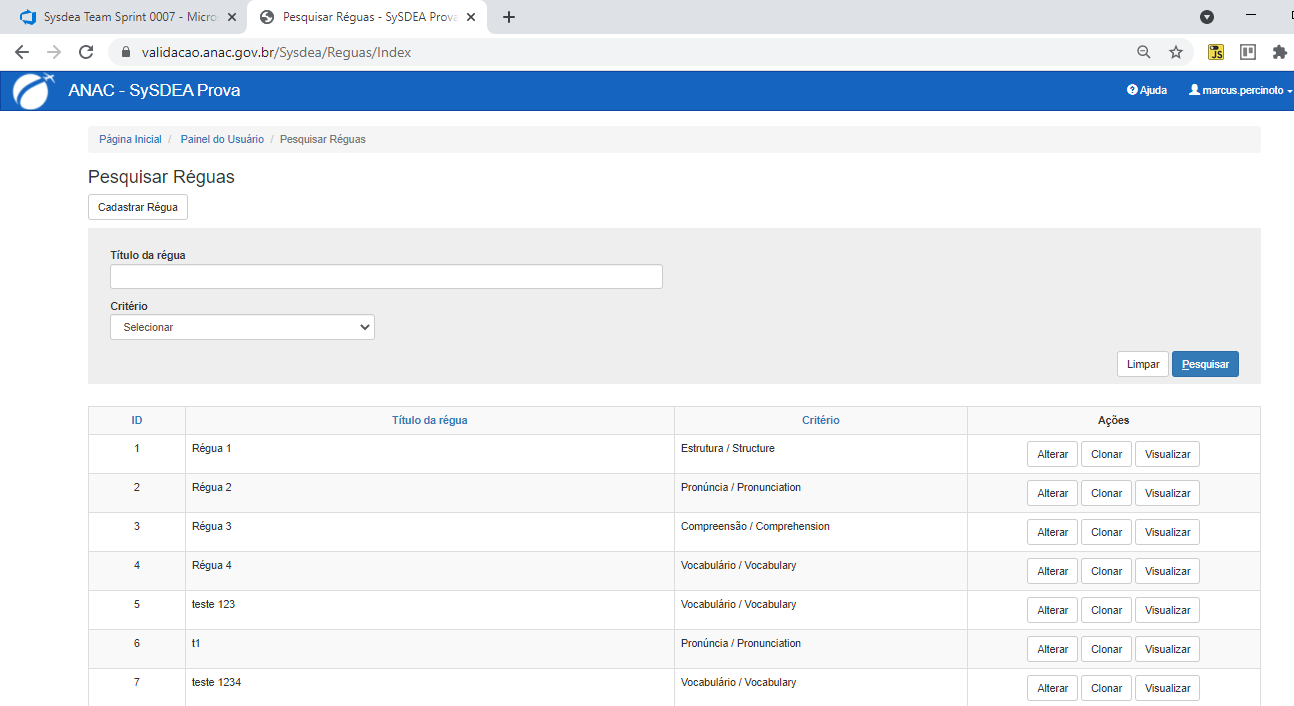 Sysdea Team Sprint 0007 - Micro
Pesquisar Réguas - SySDEA Prova
validacao.anac.gov.br/Sysdea/Reguas/Index
JS
ANAC - SySDEA Prova
Ajuda
marcus.percinoto
Página Inicial / Painel do Usuário / Pesquisar Réguas
Pesquisar Réguas
Cadastrar Régua
Título da régua
Critério
Selecionar
Limpar
Pesquisar
ID Título da régua Critério Ações
1 Régua 1 Estrutura / Structure Alterar Clonar Visualizar
2 Régua 2 Pronúncia / Pronunciation Alterar Clonar Visualizar
3 Régua 3 Compreensão / Comprehension Alterar Clonar Visualizar
4 Régua 4 Vocabulário / Vocabulary Alterar Clonar Visualizar
5 teste 123 Vocabulário / Vocabulary Alterar Clonar Visualizar
6 t1 Pronúncia / Pronunciation Alterar Clonar Visualizar
7 teste 1234 Vocabulário / Vocabulary Alterar Clonar Visualizar